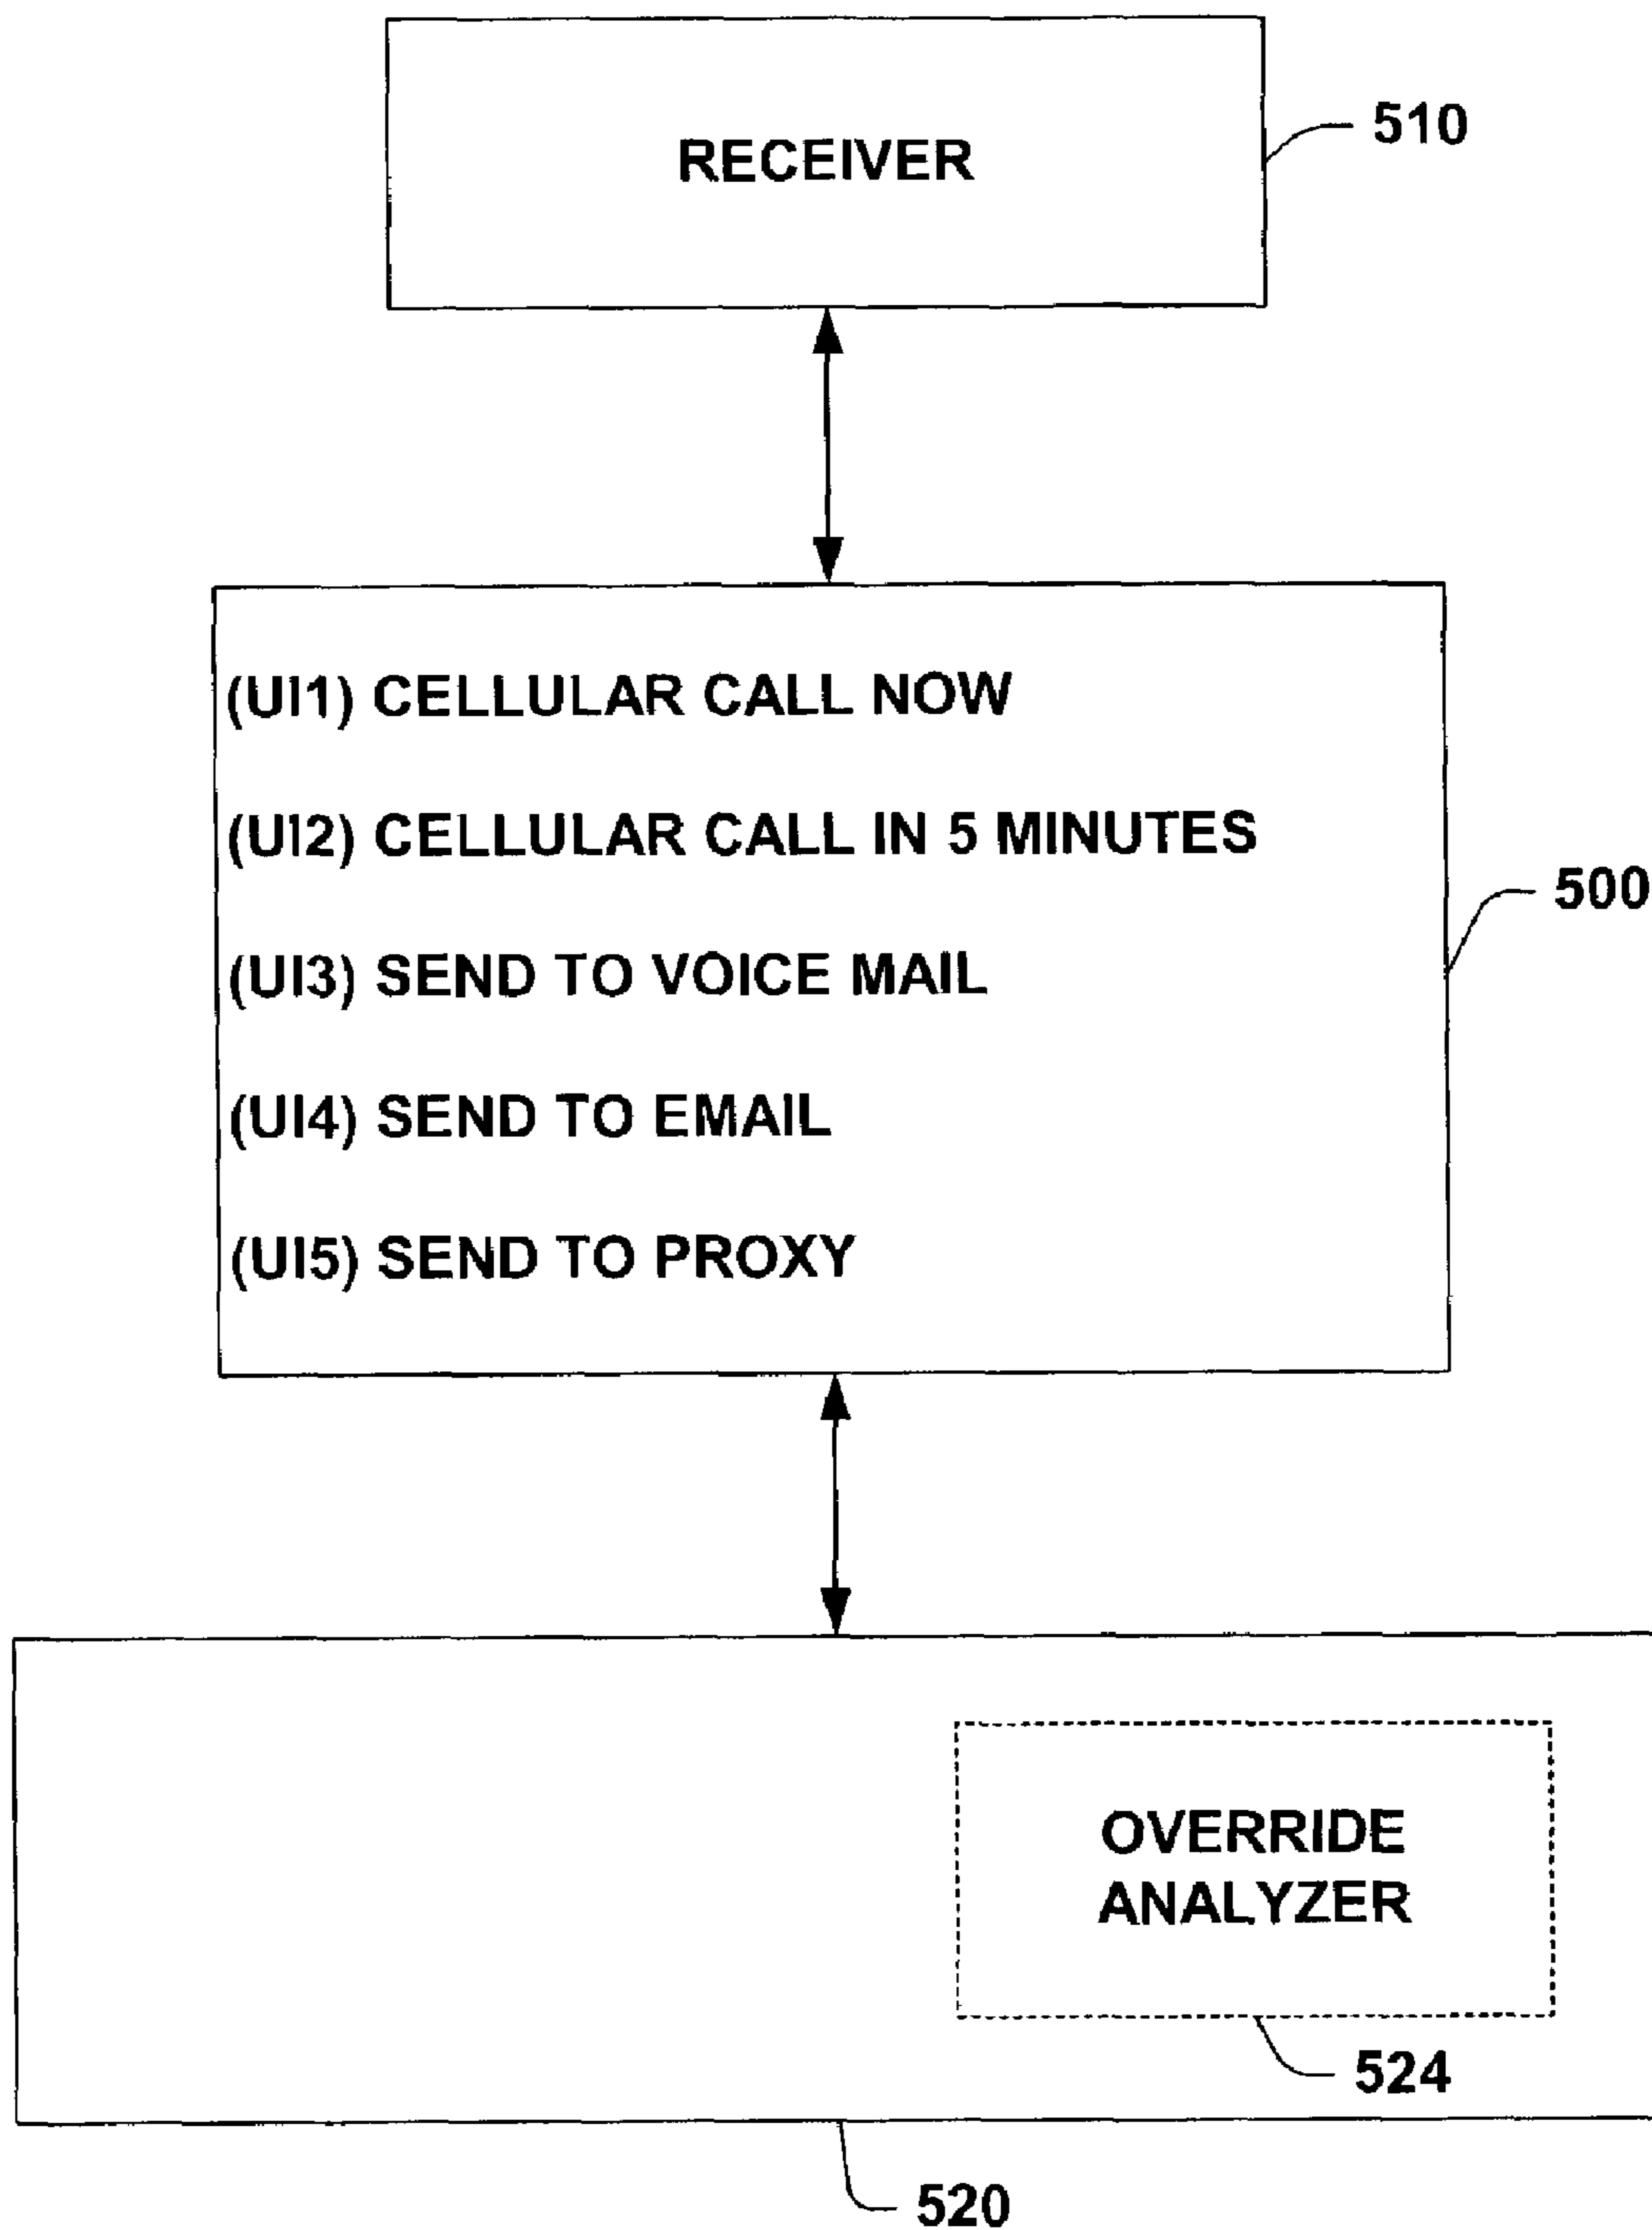 RECEIVER
510
(UI1) CELLULAR CALL NOW
(UI2) CELLULAR CALL IN 5 MINUTES
500
(UI3) SEND TO VOICE MAIL
(UI4) SEND TO EMAIL
(UI5) SEND TO PROXY
OVERRIDE
ANALYZER
524
520